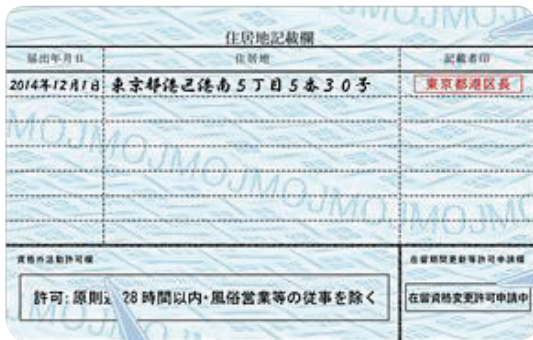 住居地記載欄
届出年月日 住居地 記載者印
2014年12月1日 東京都港区港南5丁目5番30号 東京都港区長
資格外活動許可欄
許可:原則週28時間以内・風俗営業等の従事を除く
在留期間更新等許可申請欄
在留資格変更許可申請中
MOJMOJMOJMOJ